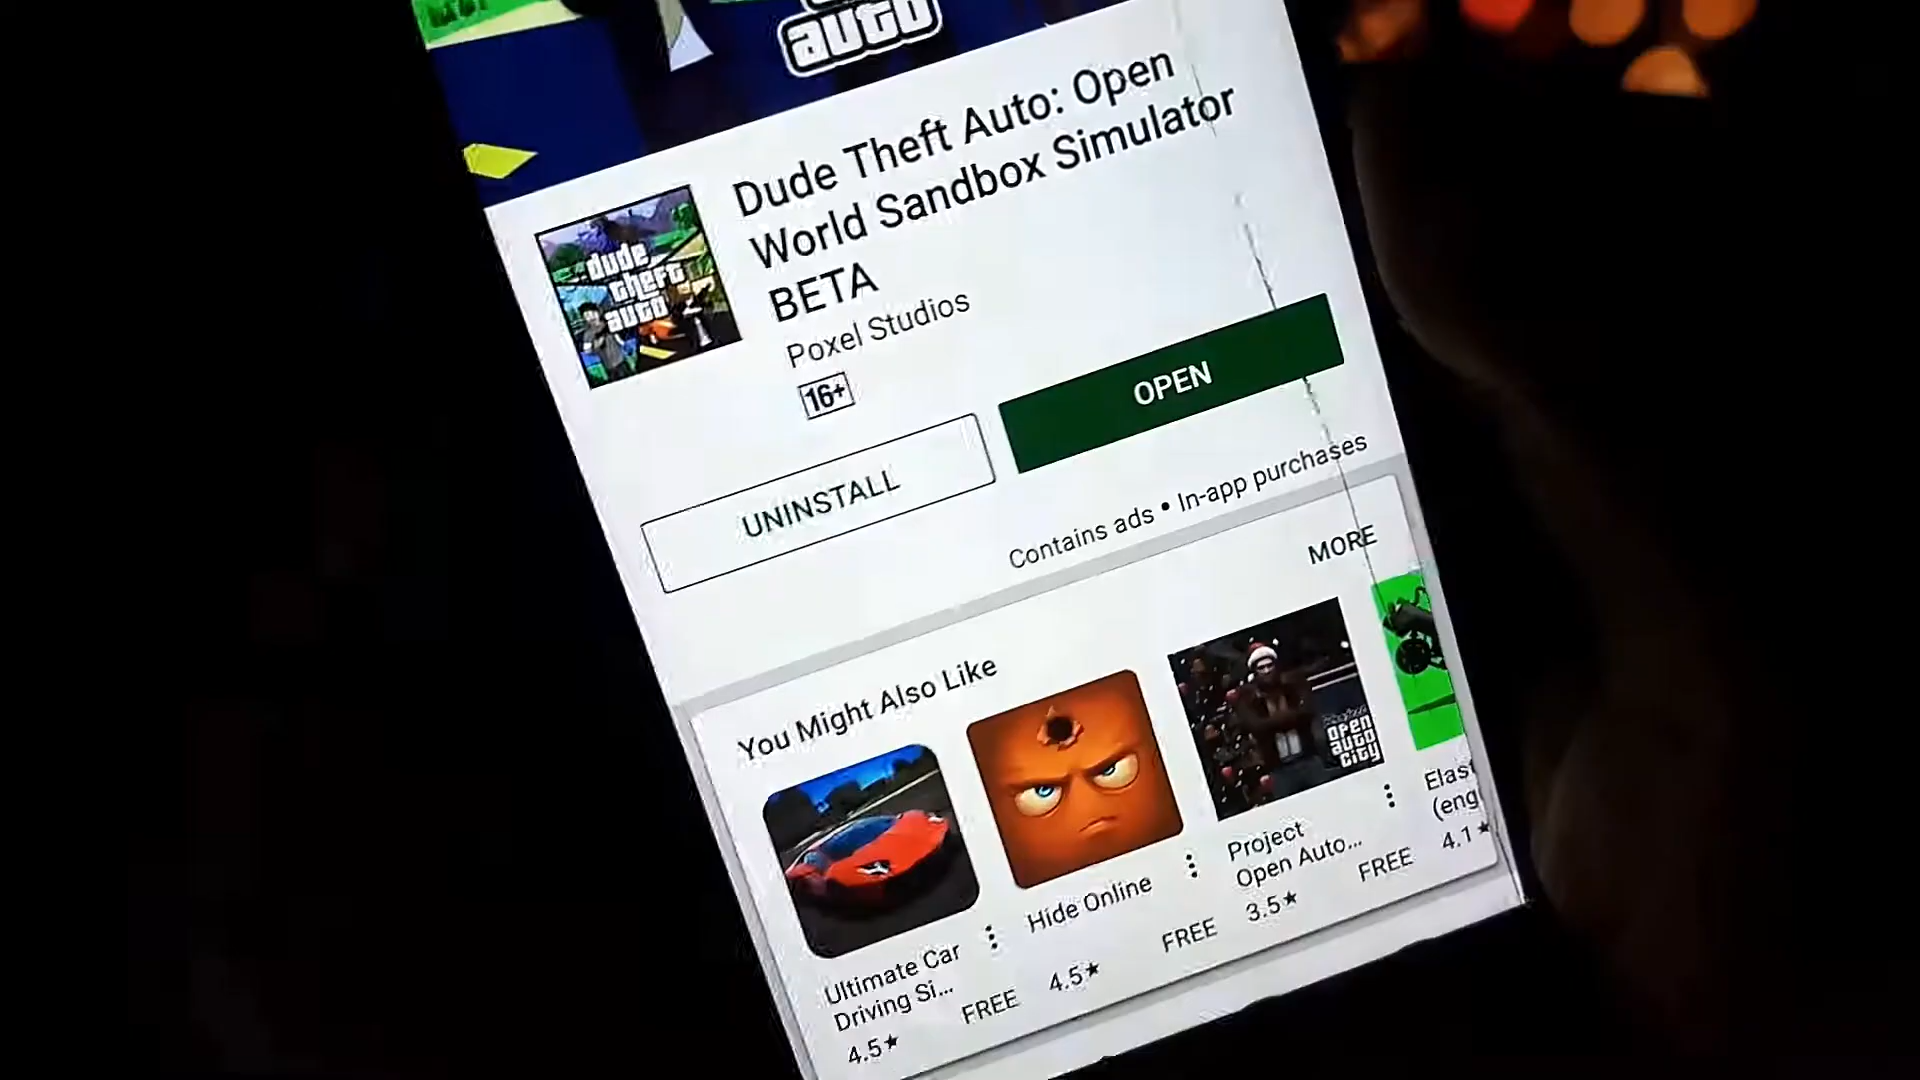 auto
Dude Theft Auto: Open
World Sandbox Simulator
BETA
Poxel Studios
16+
dude
theft
auto
UNINSTALL
OPEN
Contains ads • In-app purchases
You Might Also Like
MORE
OPEN
AUTO
CITY
Ultimate Car
Driving Si...
4.5★
FREE
Hide Online
4.5★
FREE
Project
Open Auto...
3.5★
FREE
Elast
(eng
4.1★